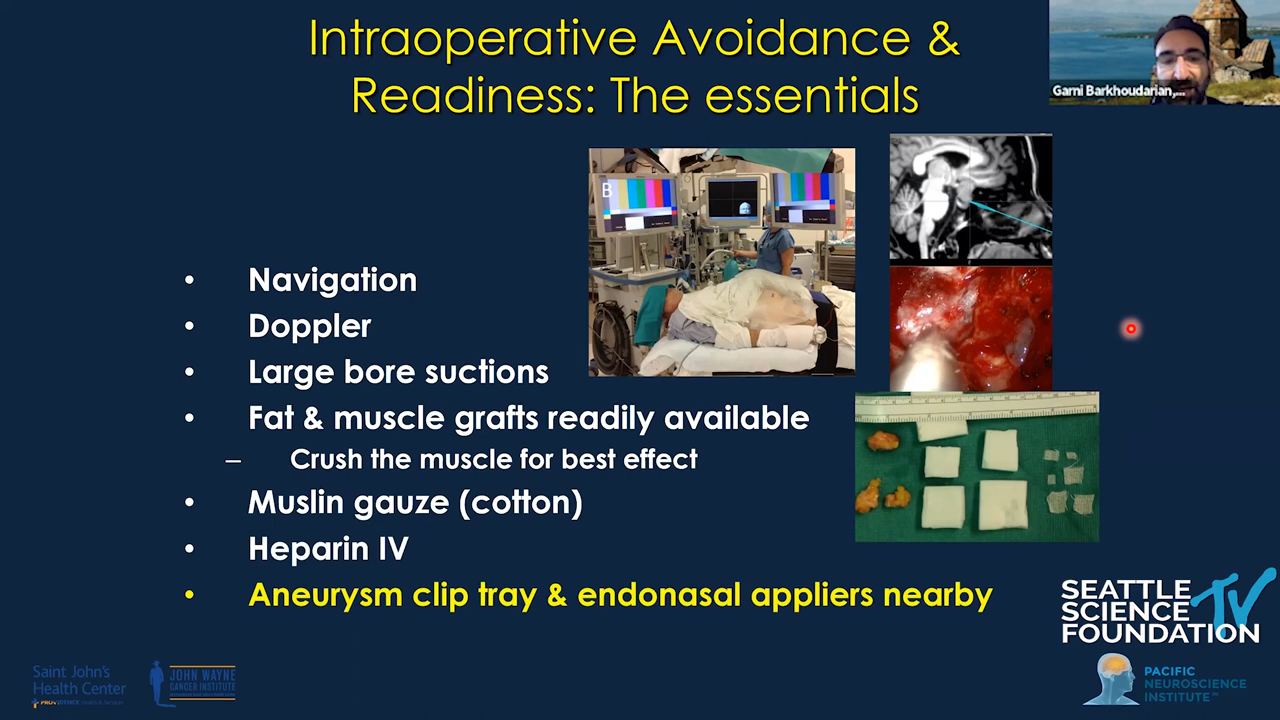 Intraoperative Avoidance &
Readiness: The essentials
Garni Barkhoudarian,...
B
• Navigation
• Doppler
• Large bore suctions
• Fat & muscle grafts readily available
– Crush the muscle for best effect
• Muslin gauze (cotton)
• Heparin IV
• Aneurysm clip tray & endonasal appliers nearby
SEATTLE
SCIENCE TV
FOUNDATION
Saint John's
Health Center
PROVIDENCE Health & Services
JOHN WAYNE
CANCER INSTITUTE
PACIFIC
NEUROSCIENCE
INSTITUTE™